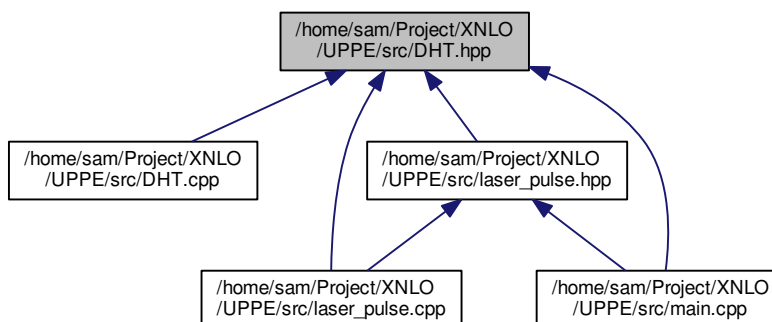 /home/sam/Project/XNLO
/UPPE/src/DHT.hpp
/home/sam/Project/XNLO
/UPPE/src/DHT.cpp
/home/sam/Project/XNLO
/UPPE/src/laser_pulse.hpp
/home/sam/Project/XNLO
/UPPE/src/laser_pulse.cpp
/home/sam/Project/XNLO
/UPPE/src/main.cpp